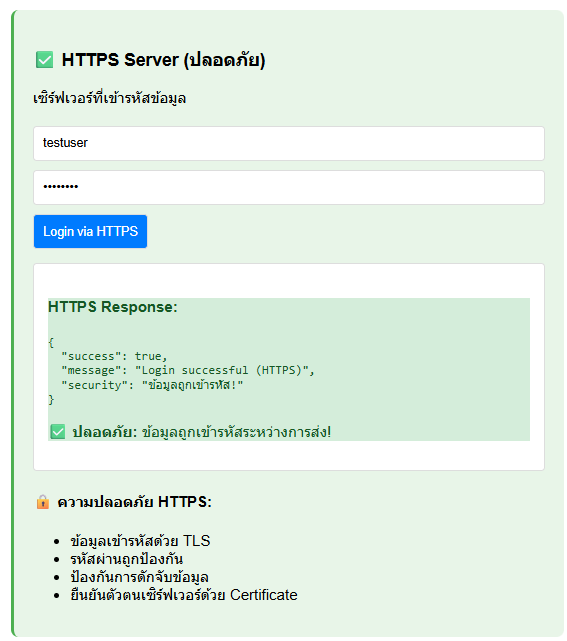 ✅ HTTPS Server (ปลอดภัย)
เซิร์ฟเวอร์ที่เข้ารหัสข้อมูล
testuser
••••••••
Login via HTTPS
HTTPS Response:
{
  "success": true,
  "message": "Login successful (HTTPS)",
  "security": "ข้อมูลถูกเข้ารหัส!"
}
✅ ปลอดภัย: ข้อมูลถูกเข้ารหัสระหว่างการส่ง!
🔒 ความปลอดภัย HTTPS:
• ข้อมูลเข้ารหัสด้วย TLS
• รหัสผ่านถูกป้องกัน
• ป้องกันการดักจับข้อมูล
• ยืนยันตัวตนเซิร์ฟเวอร์ด้วย Certificate